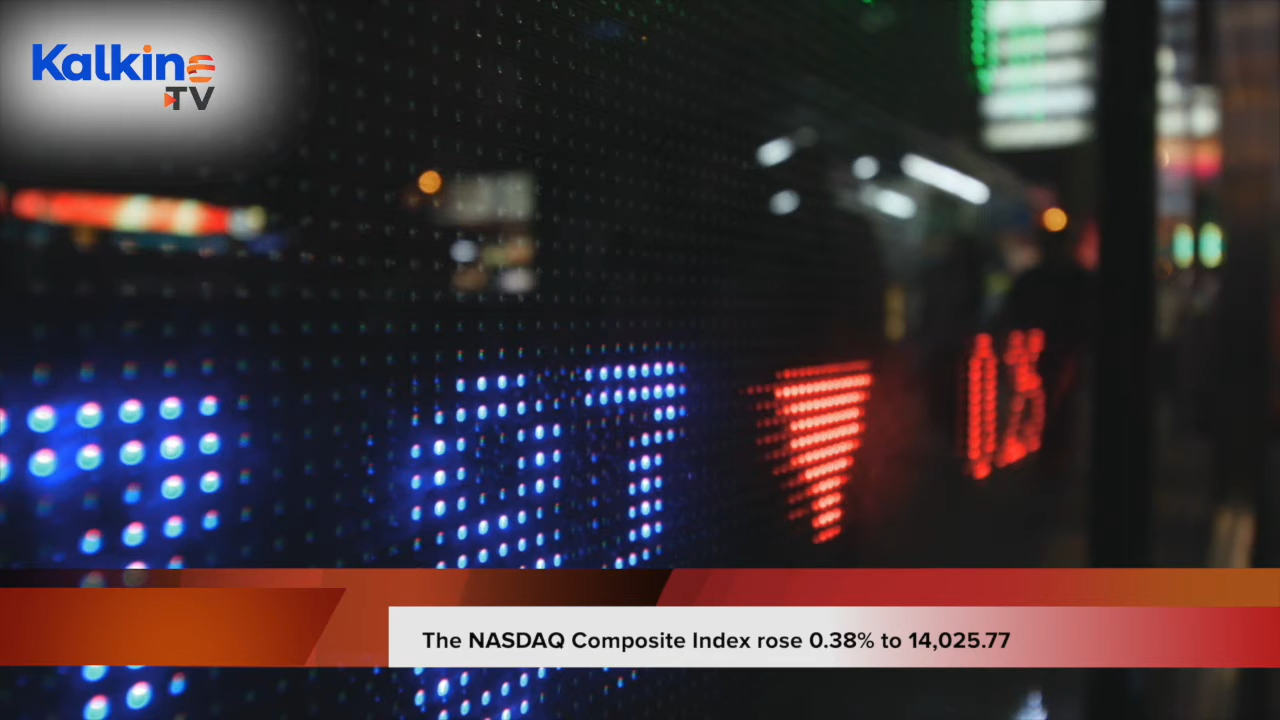 Kalkine
TV
The NASDAQ Composite Index rose 0.38% to 14,025.77